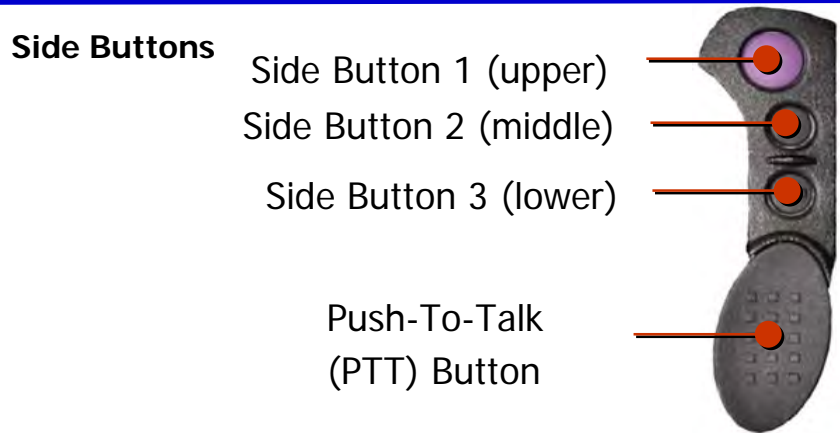 Side Buttons
Side Button 1 (upper)
Side Button 2 (middle)
Side Button 3 (lower)
Push-To-Talk
(PTT) Button